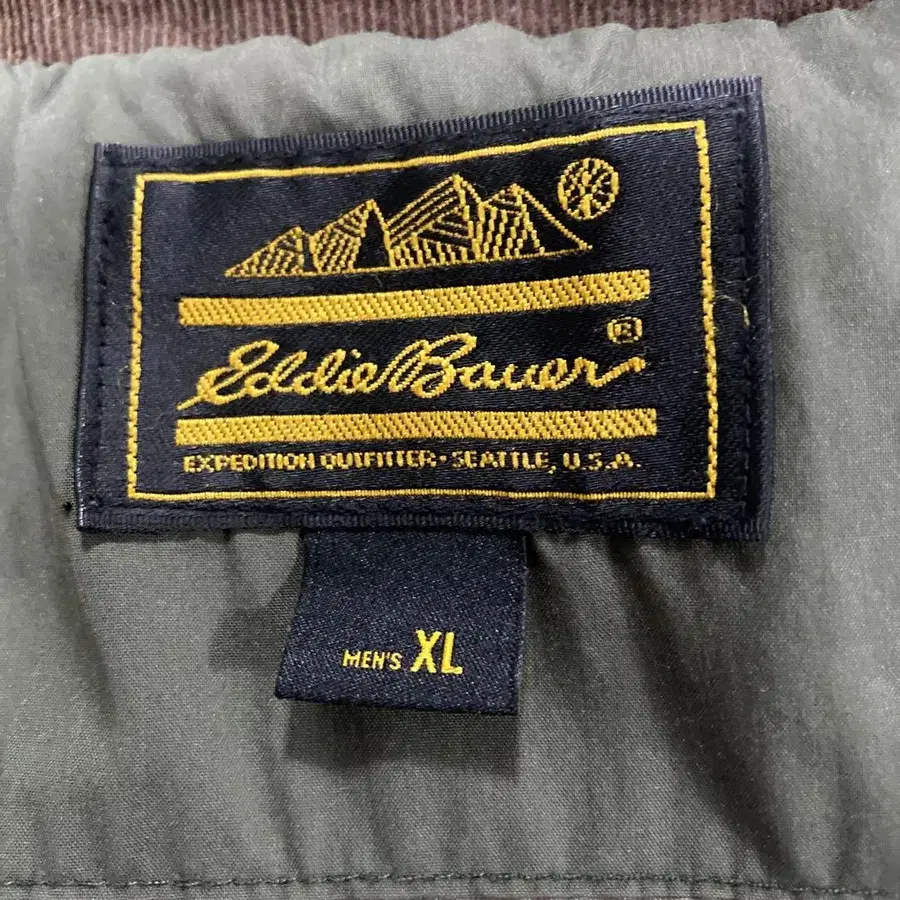 Eddie Bauer®
EXPEDITION OUTFITTER·SEATTLE, U.S.A.
MEN'S XL